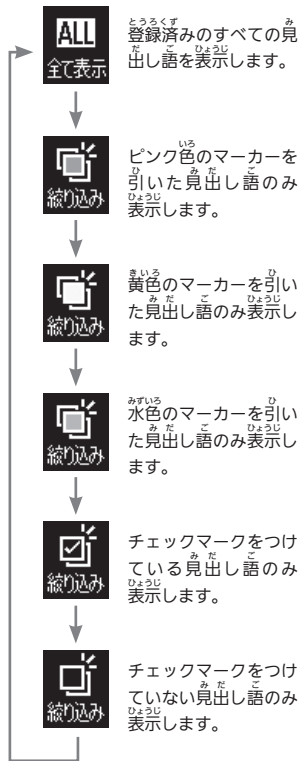 ALL
全て表示
登録済みのすべての見
出し語を表示します。
絞り込み
ピンク色のマーカーを
引いた見出し語のみ
表示します。
絞り込み
黄色のマーカーを引い
た見出し語のみ表示し
ます。
絞り込み
水色のマーカーを引い
た見出し語のみ表示し
ます。
絞り込み
チェックマークをつけ
ている見出し語のみ
表示します。
絞り込み
チェックマークをつけ
ていない見出し語のみ
表示します。